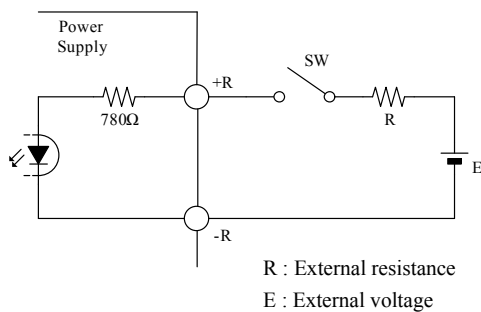 Power
Supply
+R
SW
780Ω
R
E
-R
R : External resistance
E : External voltage